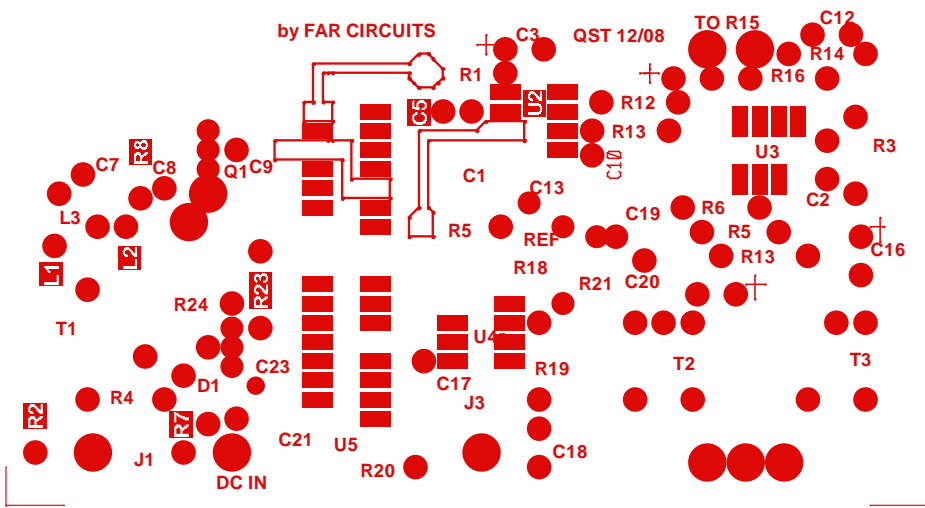 by FAR CIRCUITS
C3
QST 12/08
TO R15
C12
R1
R16
R14
C5
U2
R12
R13
R8
C7
C8
Q1
C9
C10
U3
R3
C1
C13
C2
L3
R5
REF
C19
R6
R5
L2
L1
R18
C20
R13
C16
R24
R23
R21
T1
U4
C23
D1
C17
R19
T2
T3
R4
R2
R7
J3
C21
U5
J1
R20
C18
DC IN